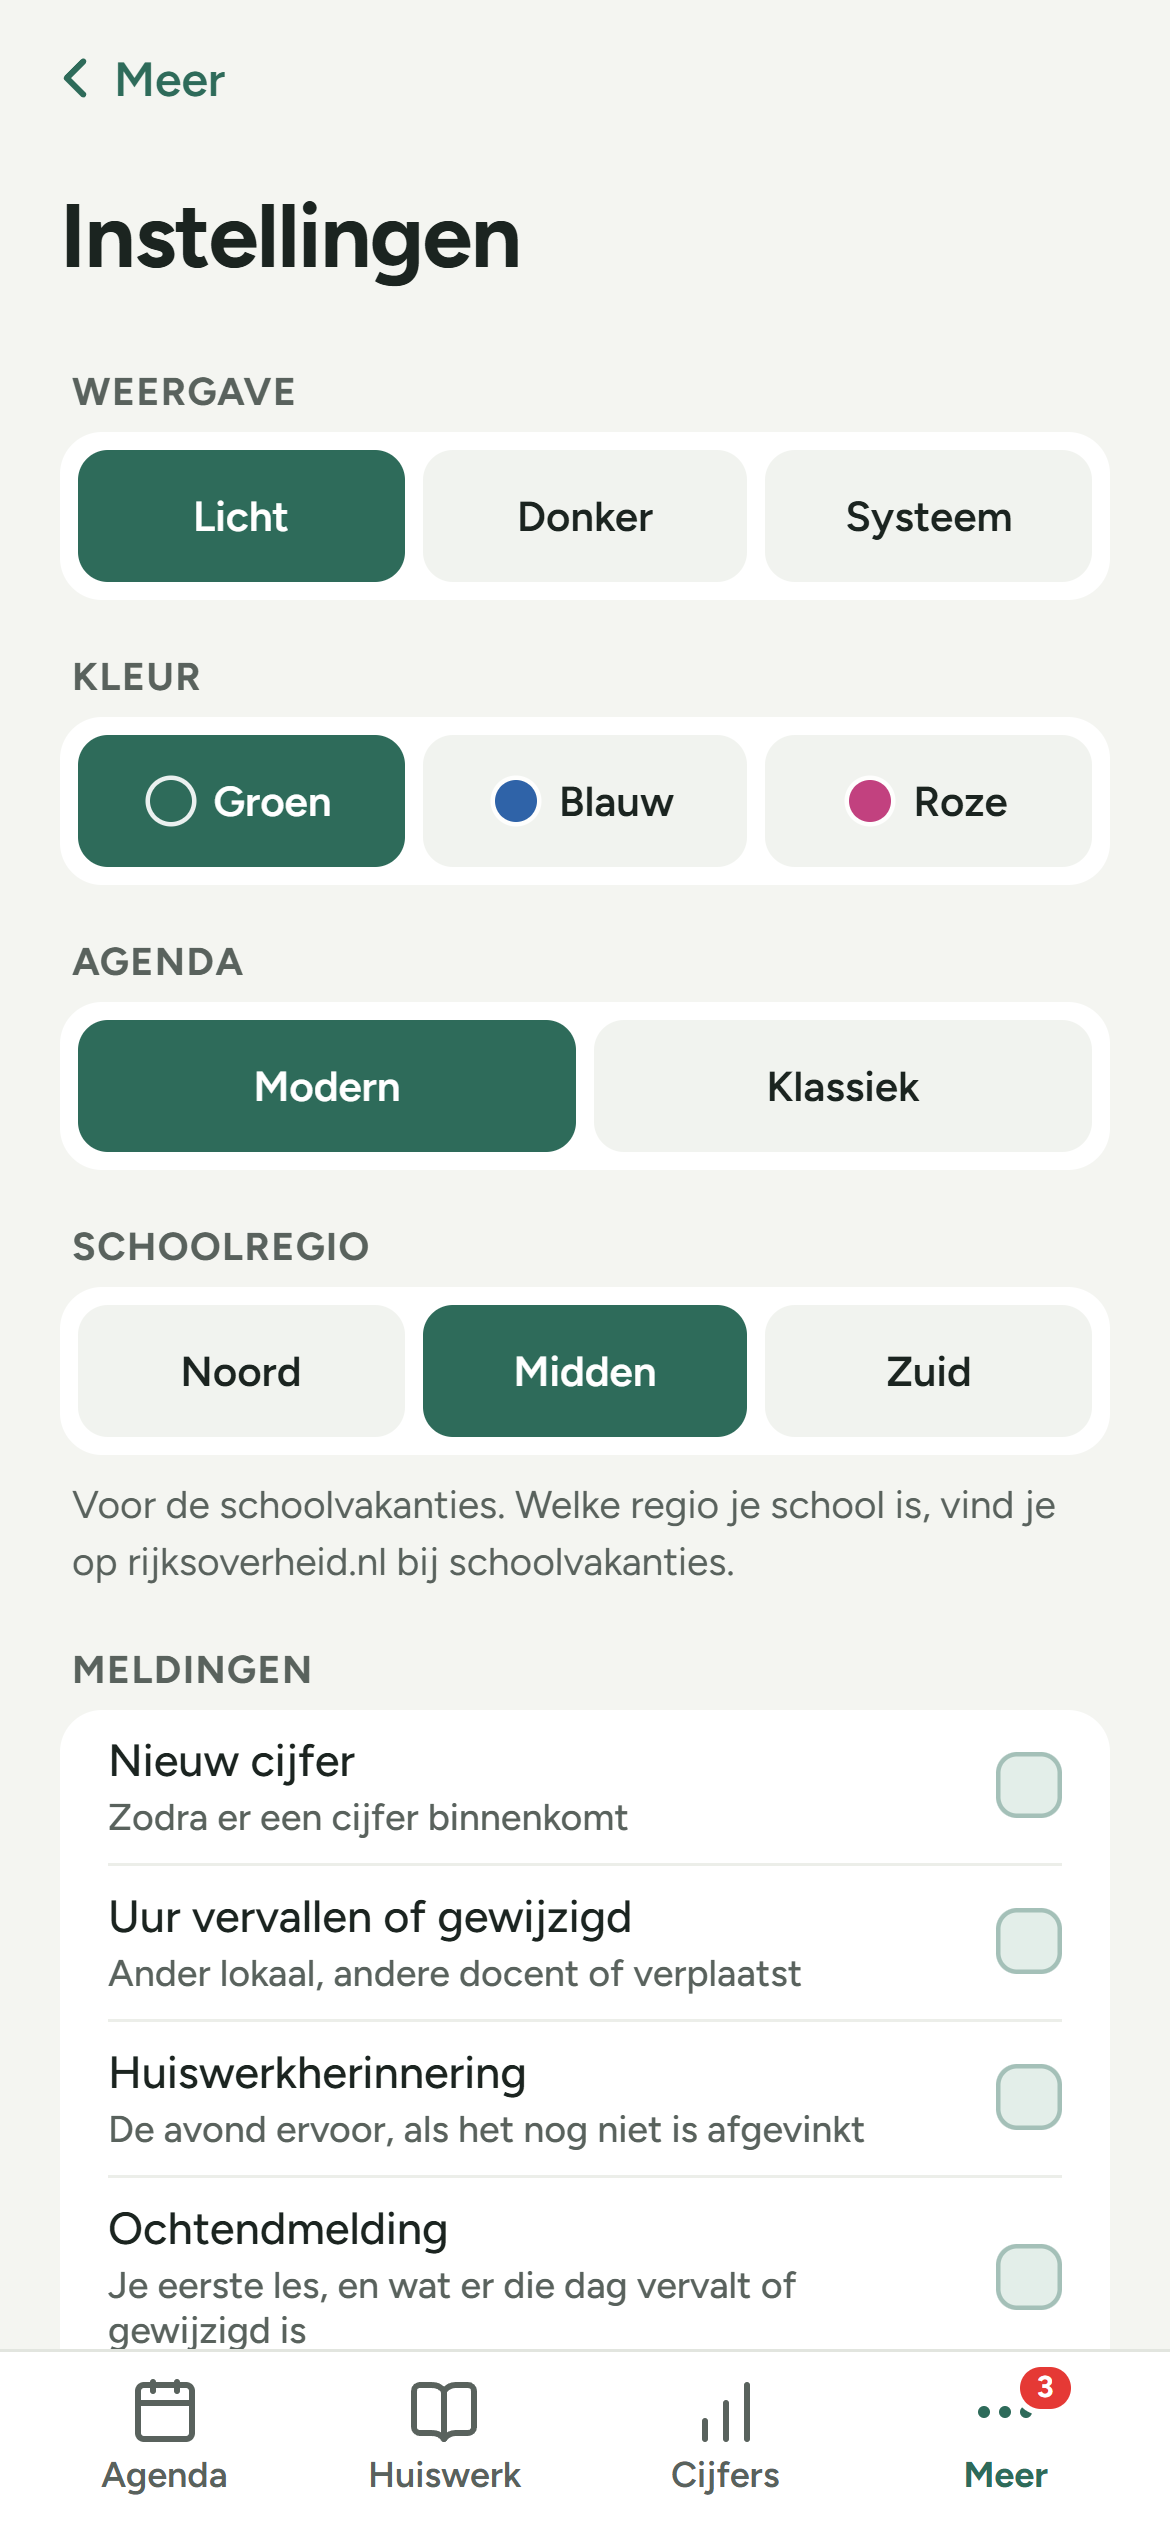 Meer
Instellingen
WEERGAVE
Licht
Donker
Systeem
KLEUR
Groen
Blauw
Roze
AGENDA
Modern
Klassiek
SCHOOLREGIO
Noord
Midden
Zuid
Voor de schoolvakanties. Welke regio je school is, vind je
op rijksoverheid.nl bij schoolvakanties.
MELDINGEN
Nieuw cijfer
Zodra er een cijfer binnenkomt
Uur vervallen of gewijzigd
Ander lokaal, andere docent of verplaatst
Huiswerkherinnering
De avond ervoor, als het nog niet is afgevinkt
Ochtendmelding
Je eerste les, en wat er die dag vervalt of
gewijzigd is
3
Agenda
Huiswerk
Cijfers
Meer